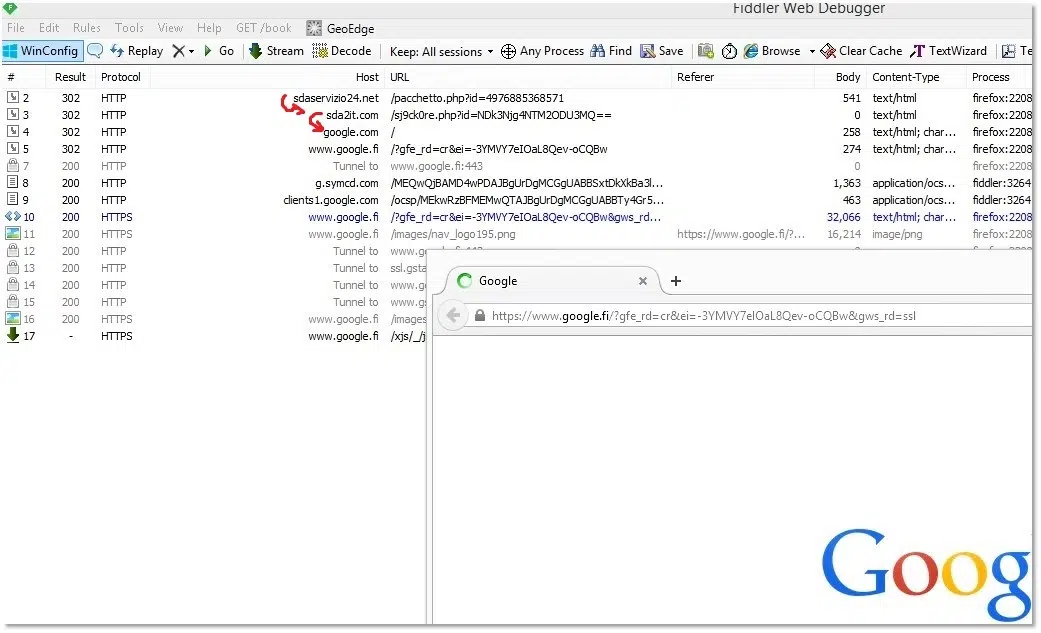 Fiddler Web Debugger
File Edit Rules Tools View Help GET /book GeoEdge
WinConfig Replay Go Stream Decode Keep: All sessions Any Process Find Save Browse Clear Cache TextWizard Te
# Result Protocol Host URL Referer Body Content-Type Process
2 302 HTTP sdaservizio24.net /pacchetto.php?id=4976885368571 541 text/html firefox:2208
3 302 HTTP sda2it.com /sj9ck0re.php?id=NDk3Njg4NTM2ODU3MQ== 0 text/html firefox:2208
4 302 HTTP google.com / 258 text/html; char... firefox:2208
5 302 HTTP www.google.fi /?gfe_rd=cr&ei=-3YMVY7eIOaL8Qev-oCQBw 274 text/html; char... firefox:2208
7 200 HTTP Tunnel to www.google.fi:443 0 firefox:2208
8 200 HTTP g.symcd.com /MEQwQjBAMD4wPDAJBgUrDgMCGgUABBSxtDkXkBa3l... 1,363 application/ocs... fiddler:3264
9 200 HTTP clients1.google.com /ocsp/MEkwRzBFMEMwQTAJBgUrDgMCGgUABBTy4Gr5... 463 application/ocs... fiddler:3264
10 200 HTTPS www.google.fi /?gfe_rd=cr&ei=-3YMVY7eIOaL8Qev-oCQBw&gws_rd... 32,066 text/html; char... firefox:2208
11 200 HTTPS www.google.fi /images/nav_logo195.png https://www.google.fi/?... 16,214 image/png firefox:2208
12 200 HTTP Tunnel to www.google.fi:443 0 firefox:2208
13 200 HTTP Tunnel to ssl.gsta
14 200 HTTP Tunnel to www.go
15 200 HTTP Tunnel to www.gs
16 200 HTTPS www.google.fi /images
17 - HTTPS www.google.fi /xjs/_/j
Google
https://www.google.fi/?gfe_rd=cr&ei=-3YMVY7eIOaL8Qev-oCQBw&gws_rd=ssl
Goog